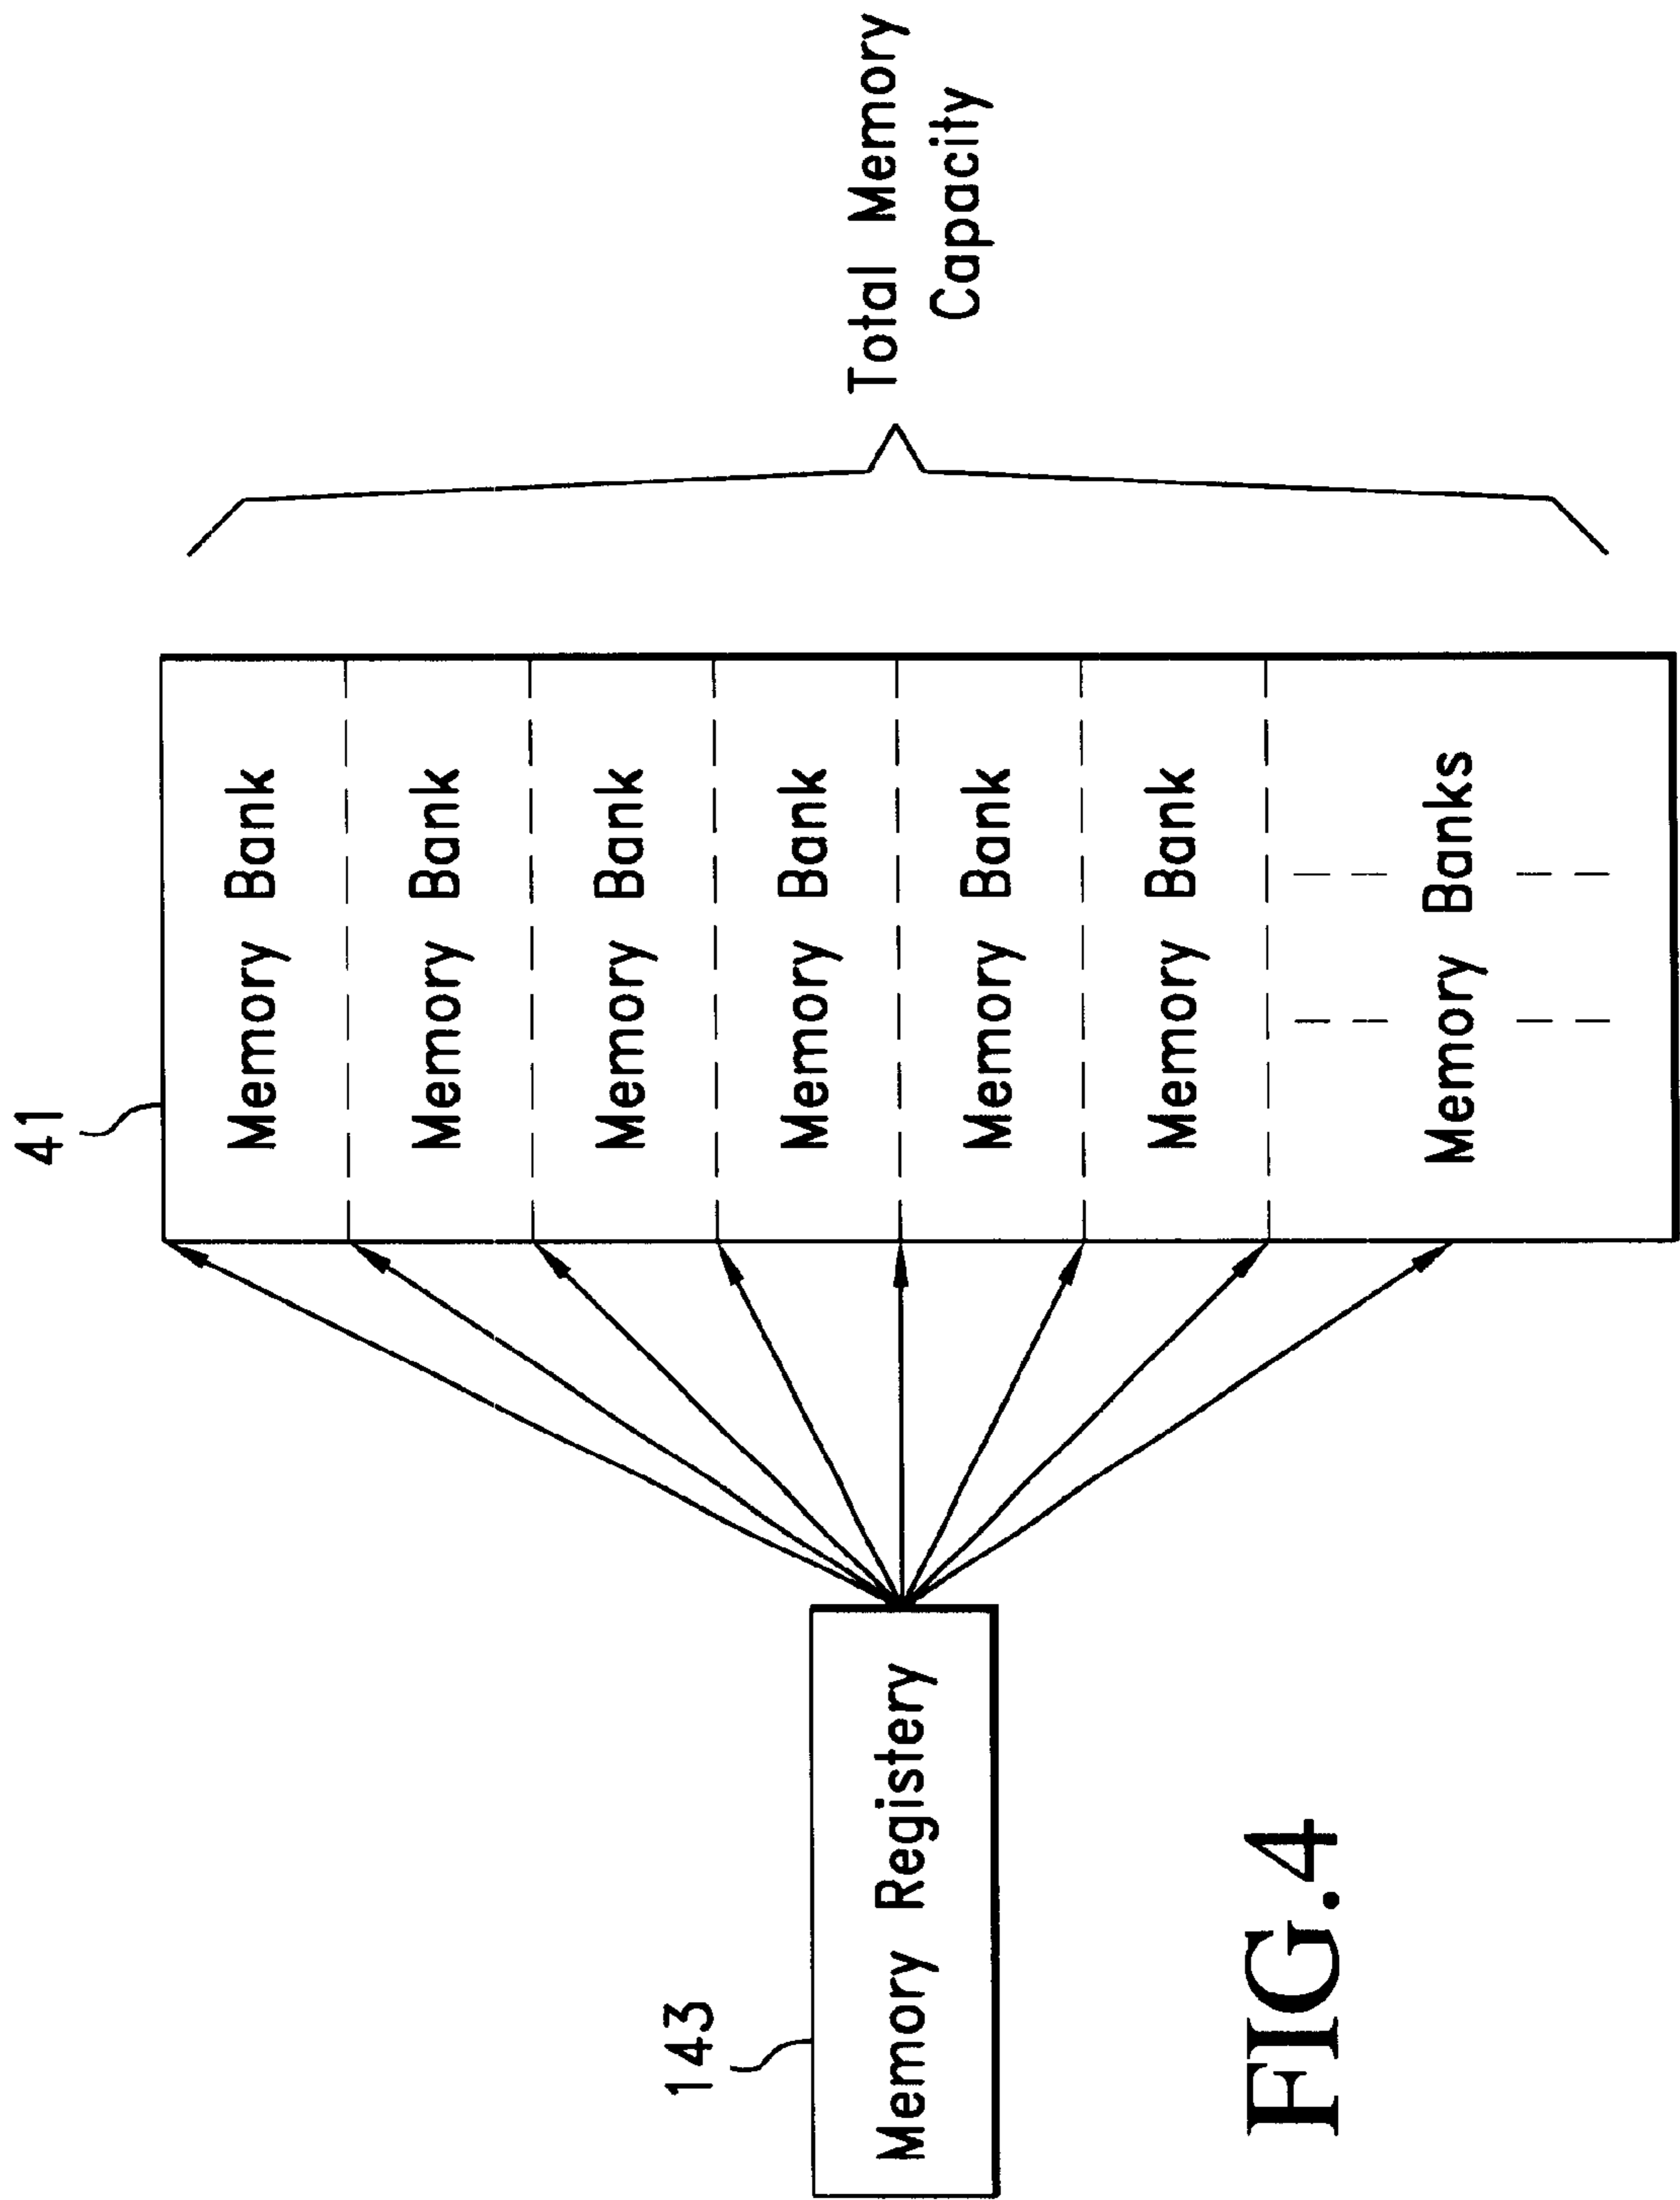 41
Memory Bank
Memory Bank
Memory Bank
Memory Bank
Memory Bank
Memory Bank
Memory Banks
Total Memory
Capacity
143
Memory Registery
FIG.4